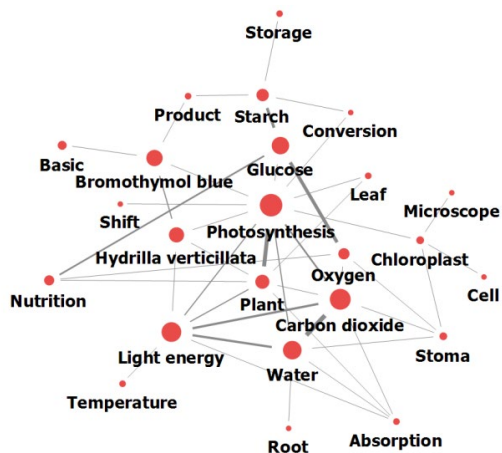 Storage
Product
Starch
Conversion
Basic
Bromothymol blue
Glucose
Leaf
Microscope
Shift
Photosynthesis
Chloroplast
Hydrilla verticillata
Oxygen
Cell
Nutrition
Plant
Carbon dioxide
Light energy
Water
Stoma
Temperature
Root
Absorption